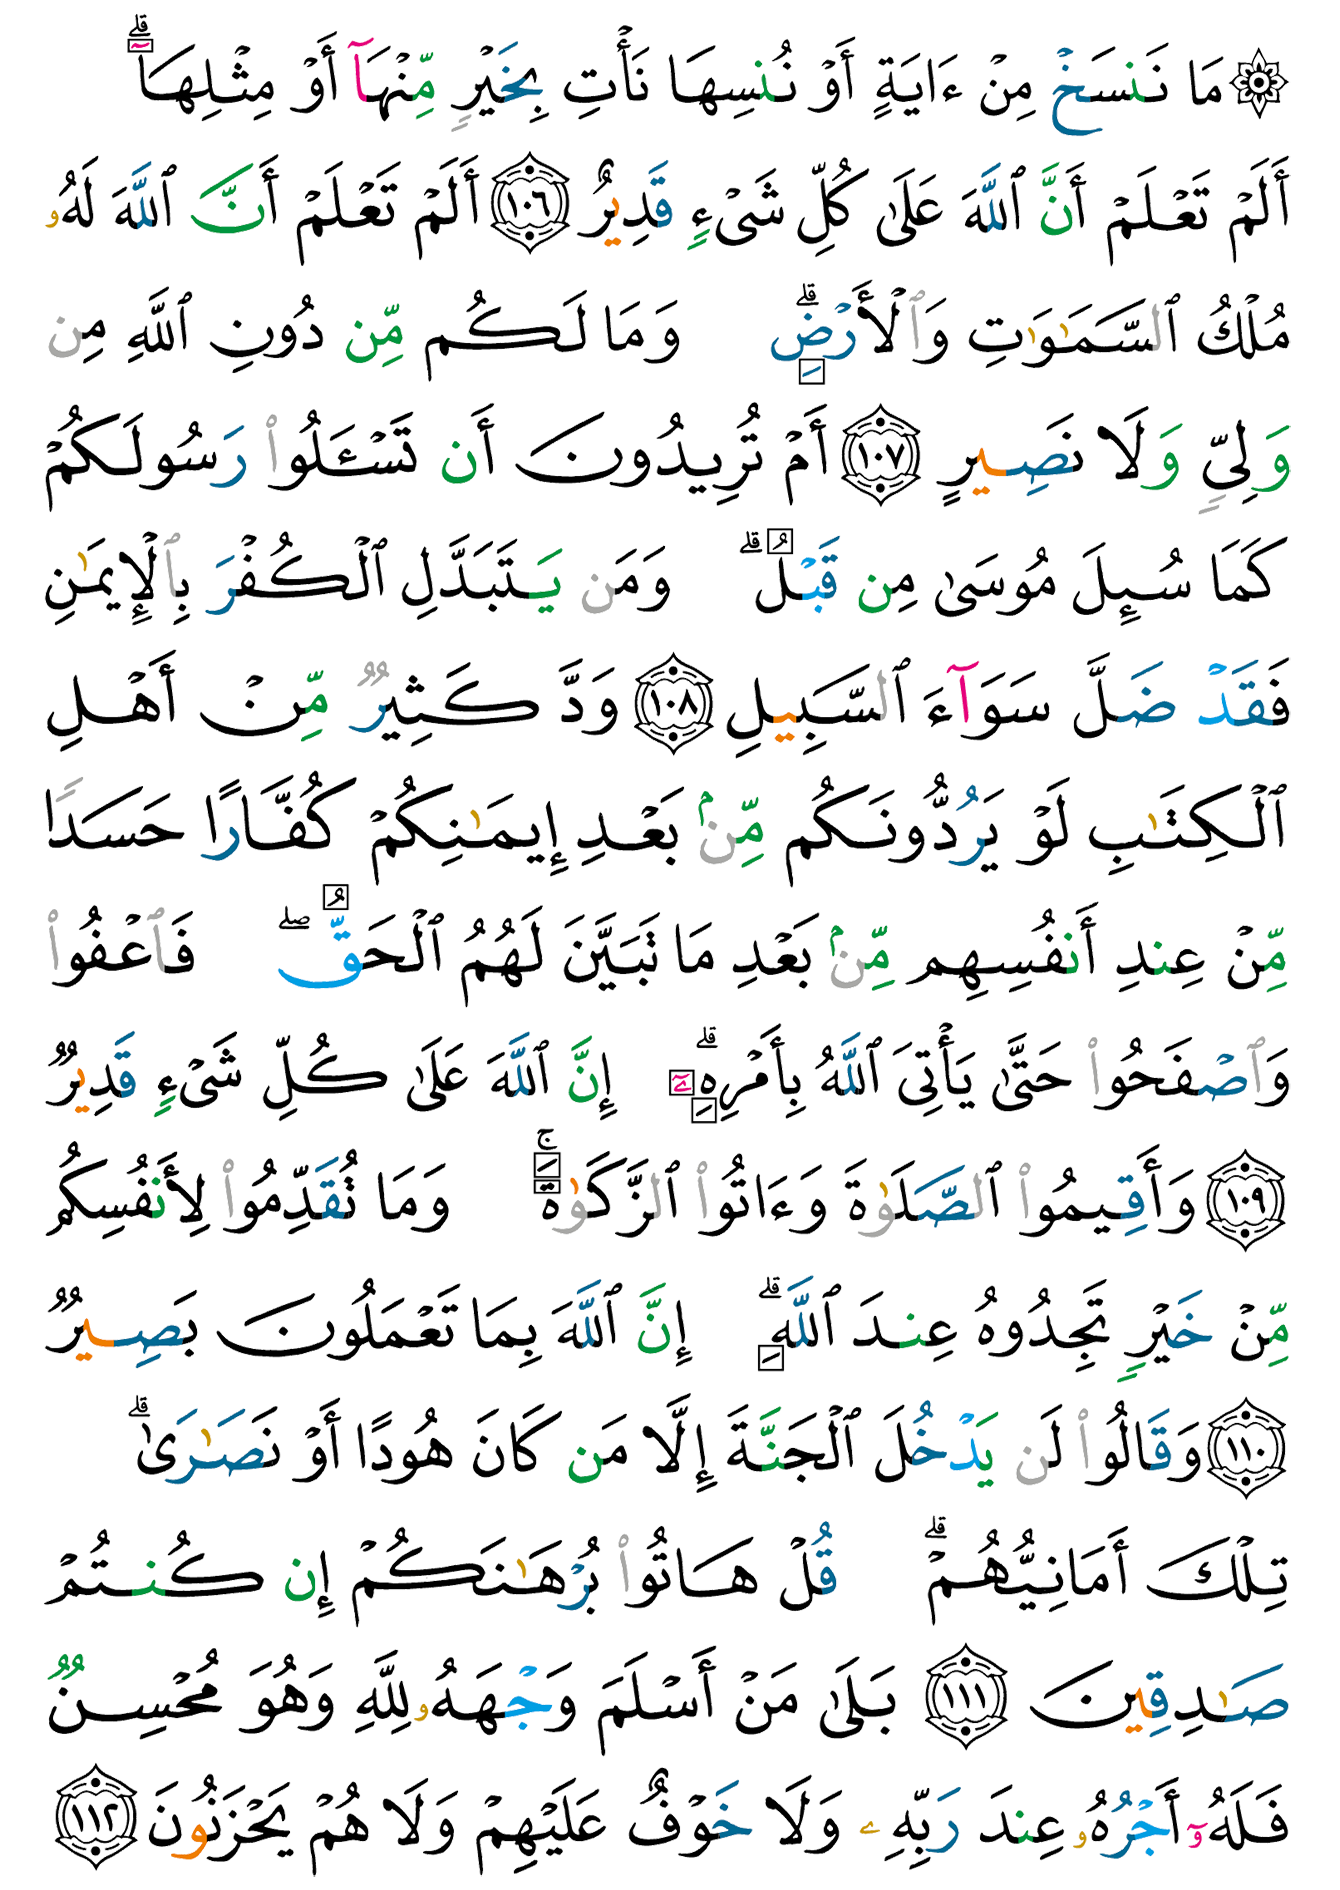 ۞ مَا نَنسَخْ مِنْ ءَايَةٍ أَوْ نُنسِهَا نَأْتِ بِخَيْرٍ مِّنْهَآ أَوْ مِثْلِهَآ ۗ
أَلَمْ تَعْلَمْ أَنَّ ٱللَّهَ عَلَىٰ كُلِّ شَىْءٍ قَدِيرٌ ١٠٦ أَلَمْ تَعْلَمْ أَنَّ ٱللَّهَ لَهُۥ
مُلْكُ ٱلسَّمَـٰوَٰتِ وَٱلْأَرْضِ ۗ وَمَا لَكُم مِّن دُونِ ٱللَّهِ مِن
وَلِىٍّ وَلَا نَصِيرٍ ١٠٧ أَمْ تُرِيدُونَ أَن تَسْـَٔلُوا۟ رَسُولَكُمْ
كَمَا سُئِلَ مُوسَىٰ مِن قَبْلُ ۗ وَمَن يَتَبَدَّلِ ٱلْكُفْرَ بِٱلْإِيمَـٰنِ
فَقَدْ ضَلَّ سَوَآءَ ٱلسَّبِيلِ ١٠٨ وَدَّ كَثِيرٌ مِّنْ أَهْلِ
ٱلْكِتَـٰبِ لَوْ يَرُدُّونَكُم مِّنۢ بَعْدِ إِيمَـٰنِكُمْ كُفَّارًا حَسَدًا
مِّنْ عِندِ أَنفُسِهِم مِّنۢ بَعْدِ مَا تَبَيَّنَ لَهُمُ ٱلْحَقُّ ۖ فَٱعْفُوا۟
وَٱصْفَحُوا۟ حَتَّىٰ يَأْتِىَ ٱللَّهُ بِأَمْرِهِۦٓ ۗ إِنَّ ٱللَّهَ عَلَىٰ كُلِّ شَىْءٍ قَدِيرٌ
١٠٩ وَأَقِيمُوا۟ ٱلصَّلَوٰةَ وَءَاتُوا۟ ٱلزَّكَوٰةَ ۚ وَمَا تُقَدِّمُوا۟ لِأَنفُسِكُم
مِّنْ خَيْرٍ تَجِدُوهُ عِندَ ٱللَّهِ ۗ إِنَّ ٱللَّهَ بِمَا تَعْمَلُونَ بَصِيرٌ
١١٠ وَقَالُوا۟ لَن يَدْخُلَ ٱلْجَنَّةَ إِلَّا مَن كَانَ هُودًا أَوْ نَصَـٰرَىٰ ۗ
تِلْكَ أَمَانِيُّهُمْ ۗ قُلْ هَاتُوا۟ بُرْهَـٰنَكُمْ إِن كُنتُمْ
صَـٰدِقِينَ ١١١ بَلَىٰ مَنْ أَسْلَمَ وَجْهَهُۥ لِلَّهِ وَهُوَ مُحْسِنٌ
فَلَهُۥٓ أَجْرُهُۥ عِندَ رَبِّهِۦ وَلَا خَوْفٌ عَلَيْهِمْ وَلَا هُمْ يَحْزَنُونَ ١١٢